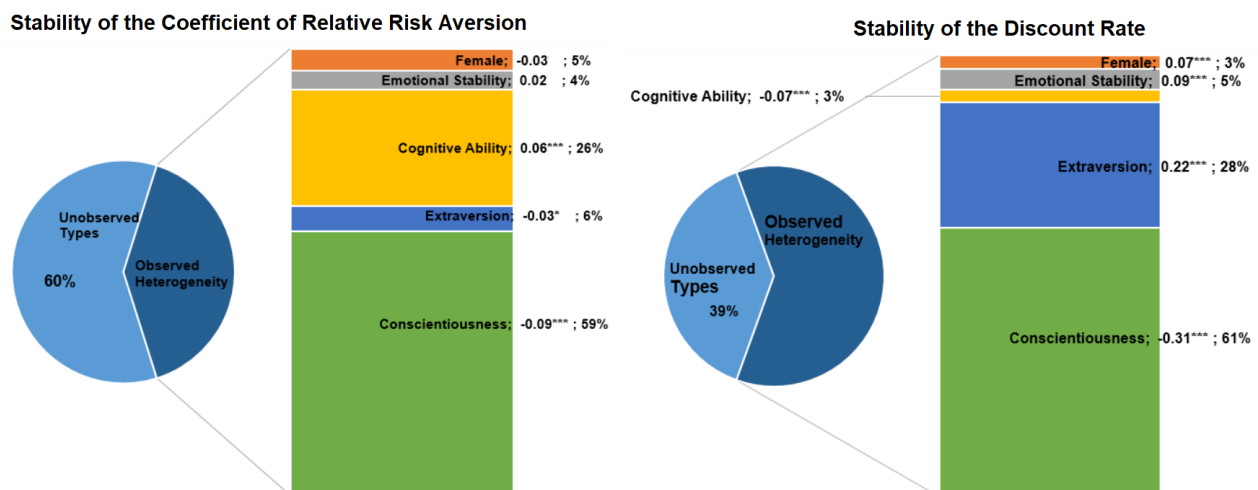 Stability of the Coefficient of Relative Risk Aversion
Female; -0.03 ; 5%
Emotional Stability; 0.02 ; 4%
Cognitive Ability; 0.06*** ; 26%
Extraversion; -0.03* ; 6%
Conscientiousness; -0.09*** ; 59%
Unobserved
Types
60%
Observed
Heterogeneity
Stability of the Discount Rate
Female; 0.07*** ; 3%
Emotional Stability; 0.09*** ; 5%
Cognitive Ability; -0.07*** ; 3%
Extraversion; 0.22*** ; 28%
Conscientiousness; -0.31*** ; 61%
Observed
Heterogeneity
Unobserved
Types
39%